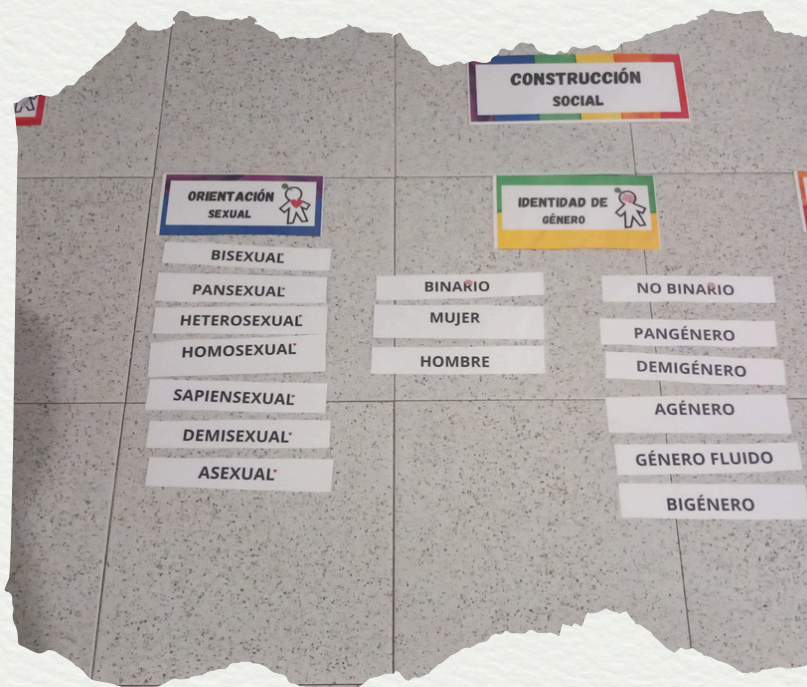 CONSTRUCCIÓN
SOCIAL
ORIENTACIÓN
SEXUAL
BISEXUAL
PANSEXUAL
HETEROSEXUAL
HOMOSEXUAL
SAPIENSEXUAL
DEMISEXUAL
ASEXUAL
IDENTIDAD DE
GÉNERO
BINARIO
MUJER
HOMBRE
NO BINARIO
PANGÉNERO
DEMIGÉNERO
AGÉNERO
GÉNERO FLUIDO
BIGÉNERO